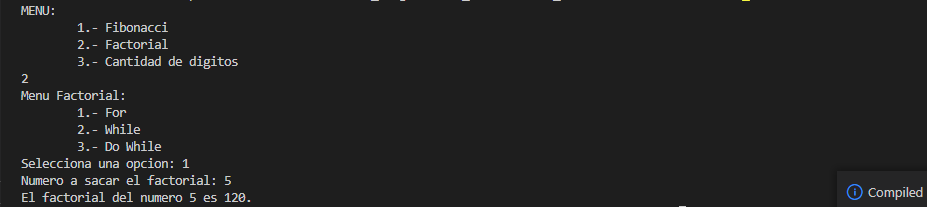 MENU:
1.- Fibonacci
2.- Factorial
3.- Cantidad de digitos
2
Menu Factorial:
1.- For
2.- While
3.- Do While
Selecciona una opcion: 1
Numero a sacar el factorial: 5
El factorial del numero 5 es 120.
Compiled